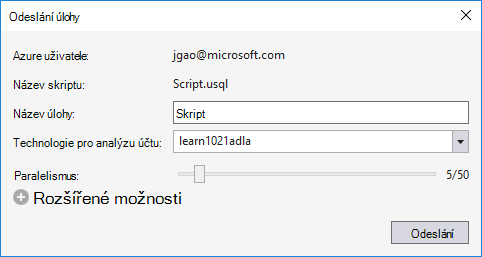 Odeslání úlohy
Azure uživatele: jgao@microsoft.com
Název skriptu: Script.usql
Název úlohy: Skript
Technologie pro analýzu účtu: learn1021adla
Paralelismus: 5/50
Rozšířené možnosti
Odeslání